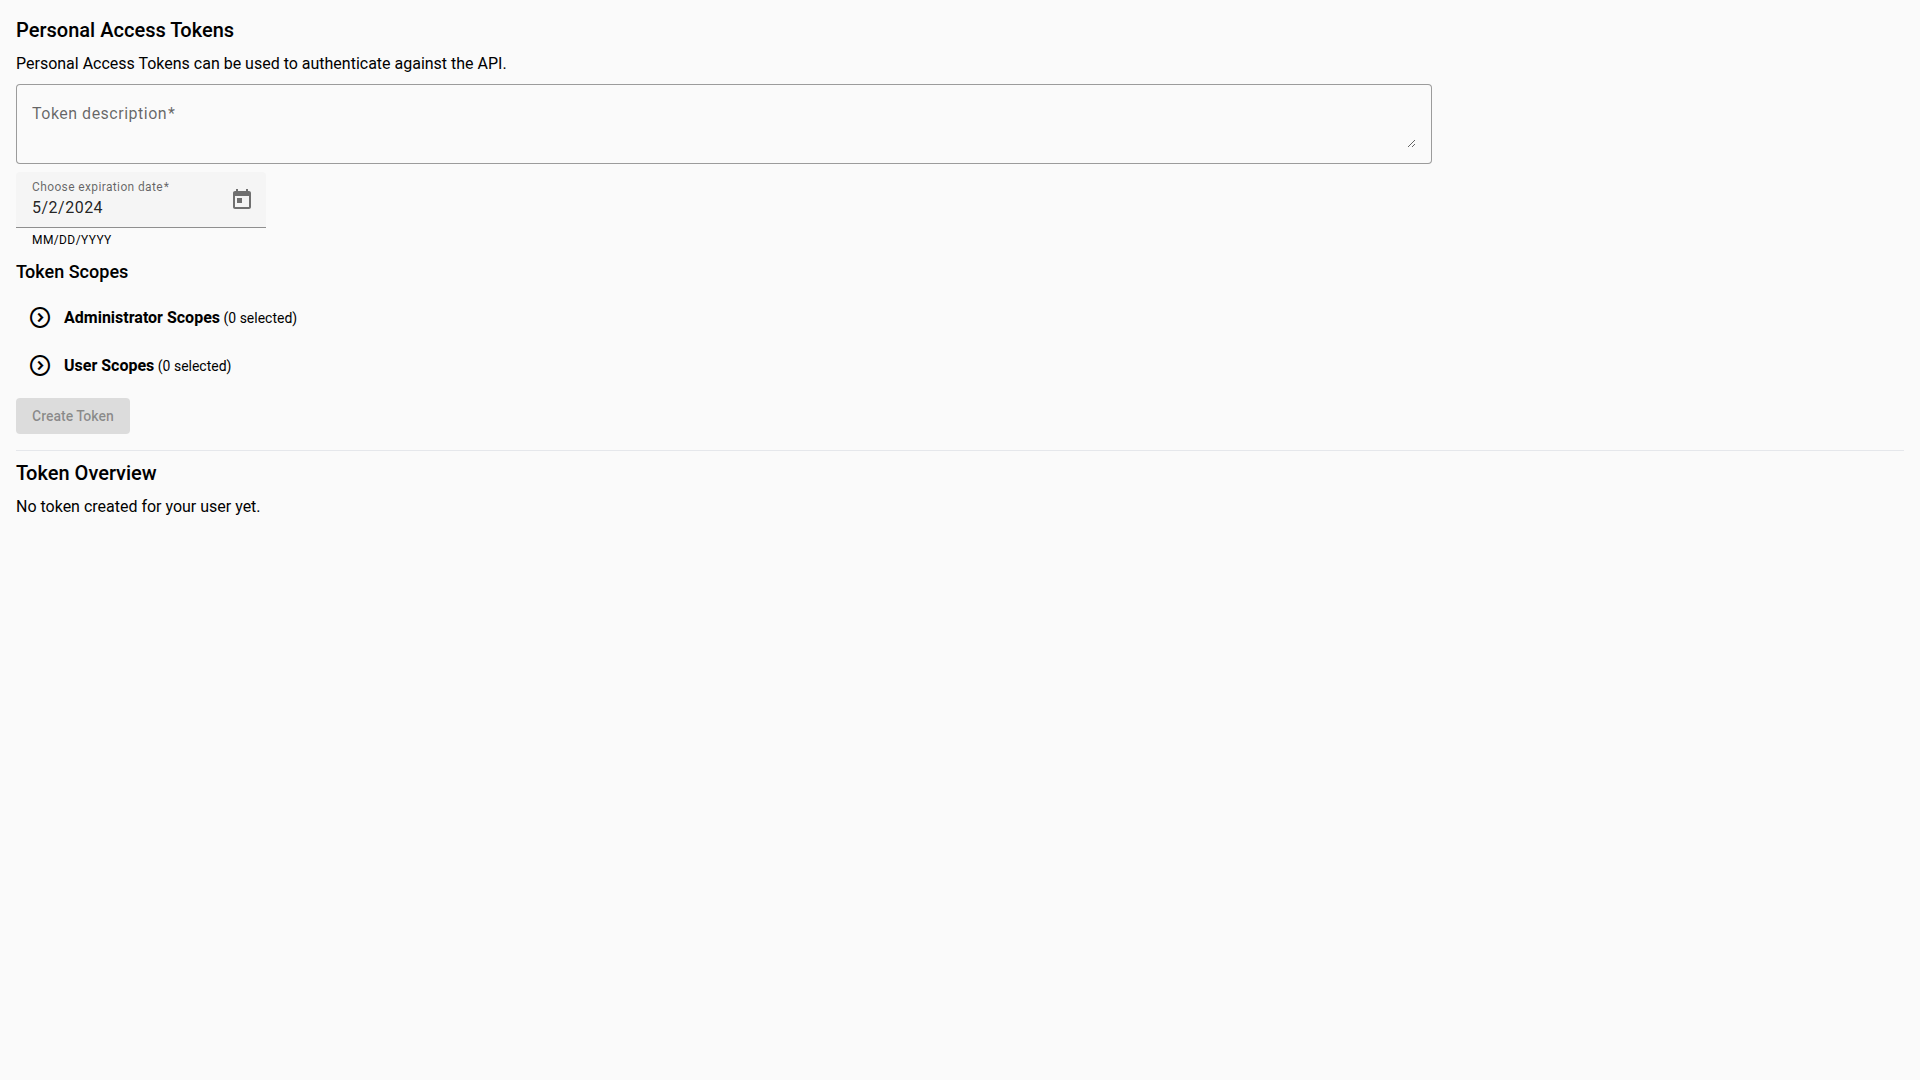 Personal Access Tokens
Personal Access Tokens can be used to authenticate against the API.
Token description*
Choose expiration date*
5/2/2024
MM/DD/YYYY
Token Scopes
Administrator Scopes (0 selected)
User Scopes (0 selected)
Create Token
Token Overview
No token created for your user yet.